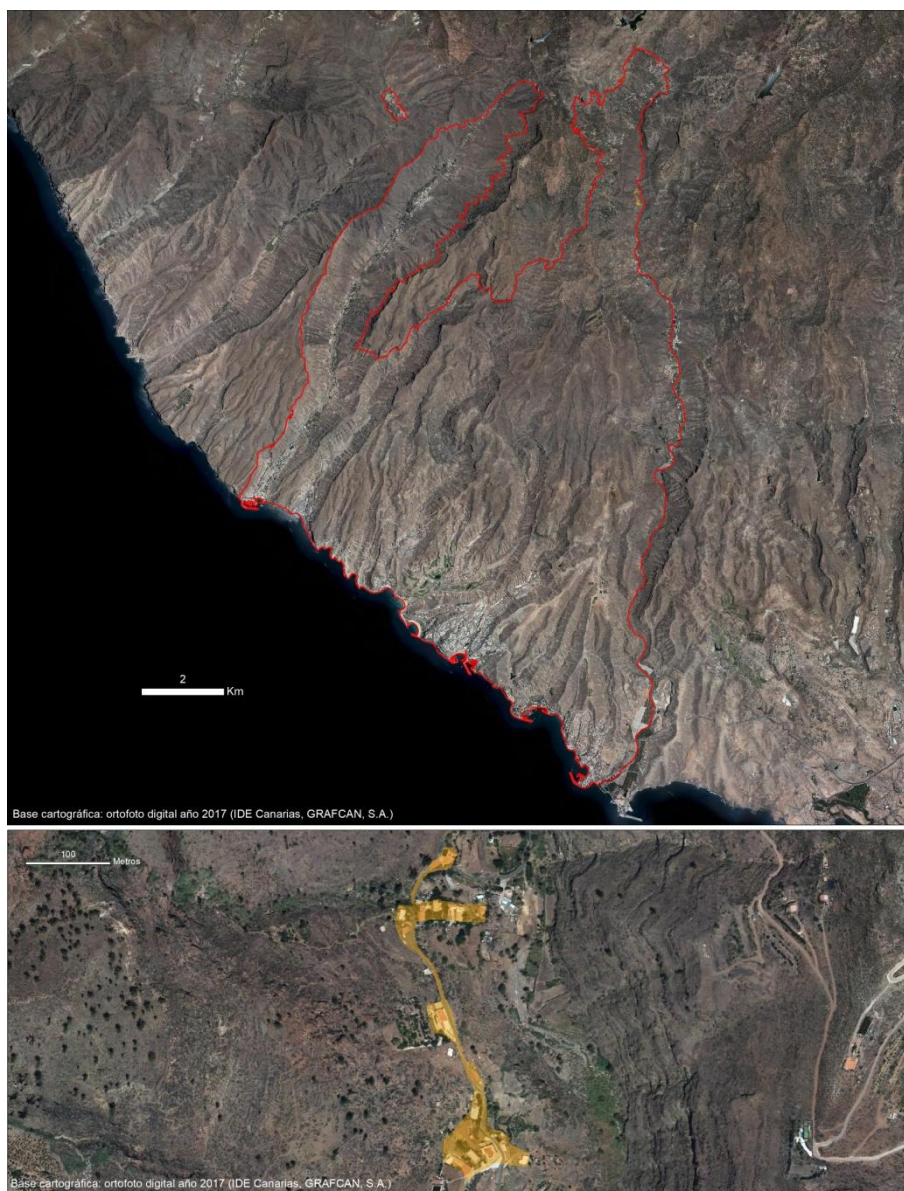 2
Km
Base cartográfica: ortofoto digital año 2017 (IDE Canarias, GRAFCAN, S.A.)
100
Metros
Base cartográfica: ortofoto digital año 2017 (IDE Canarias, GRAFCAN, S.A.)